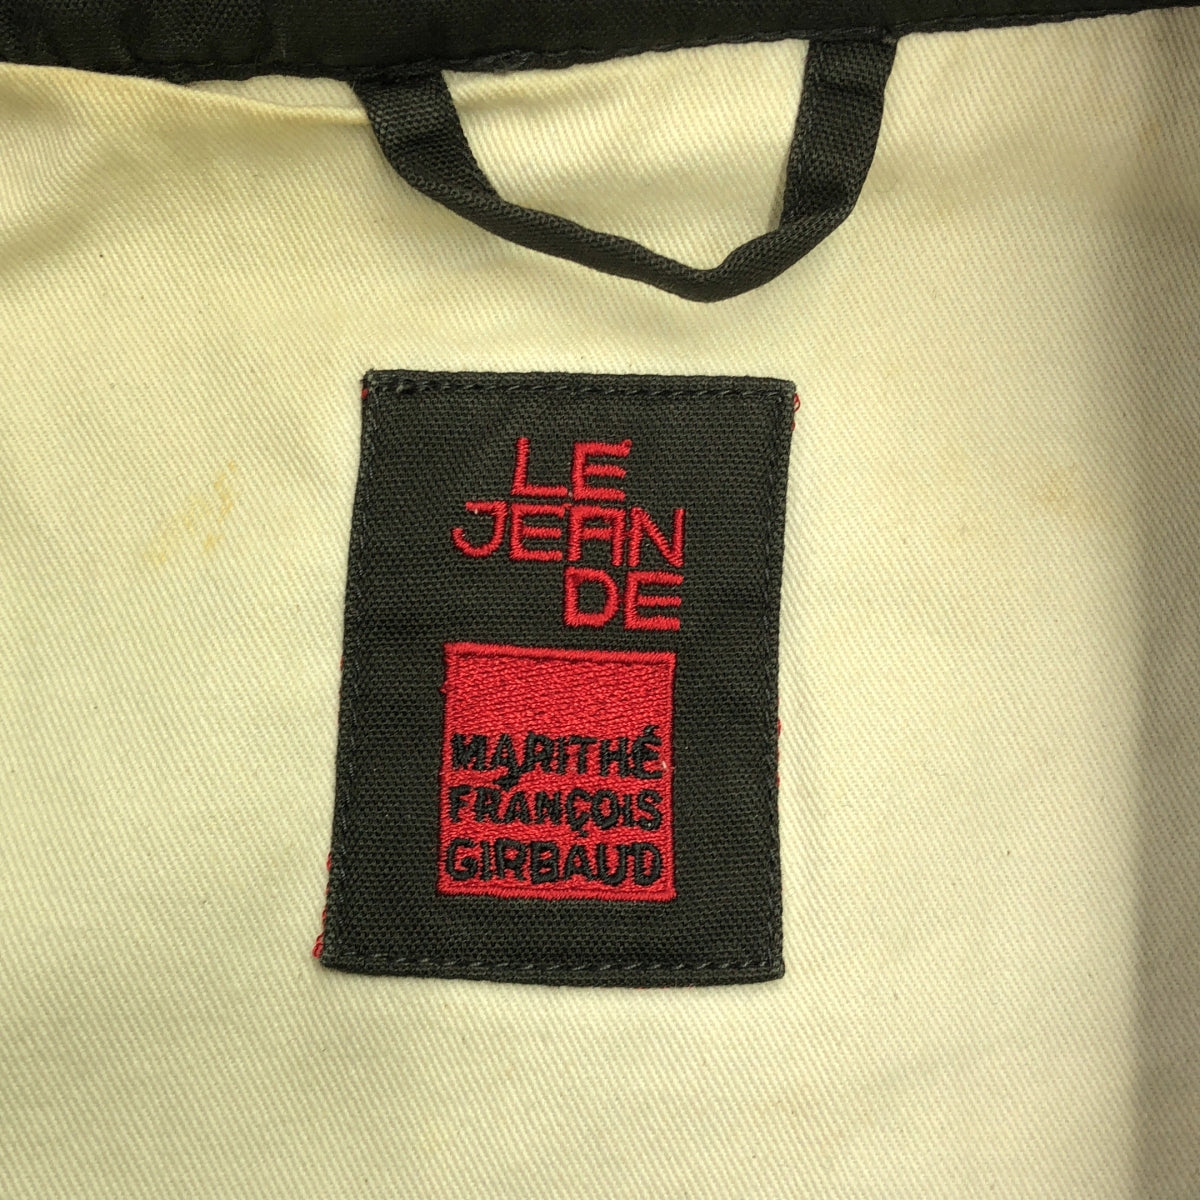 LE
JEAN
DE
MARITHÉ
FRANÇOIS
GIRBAUD